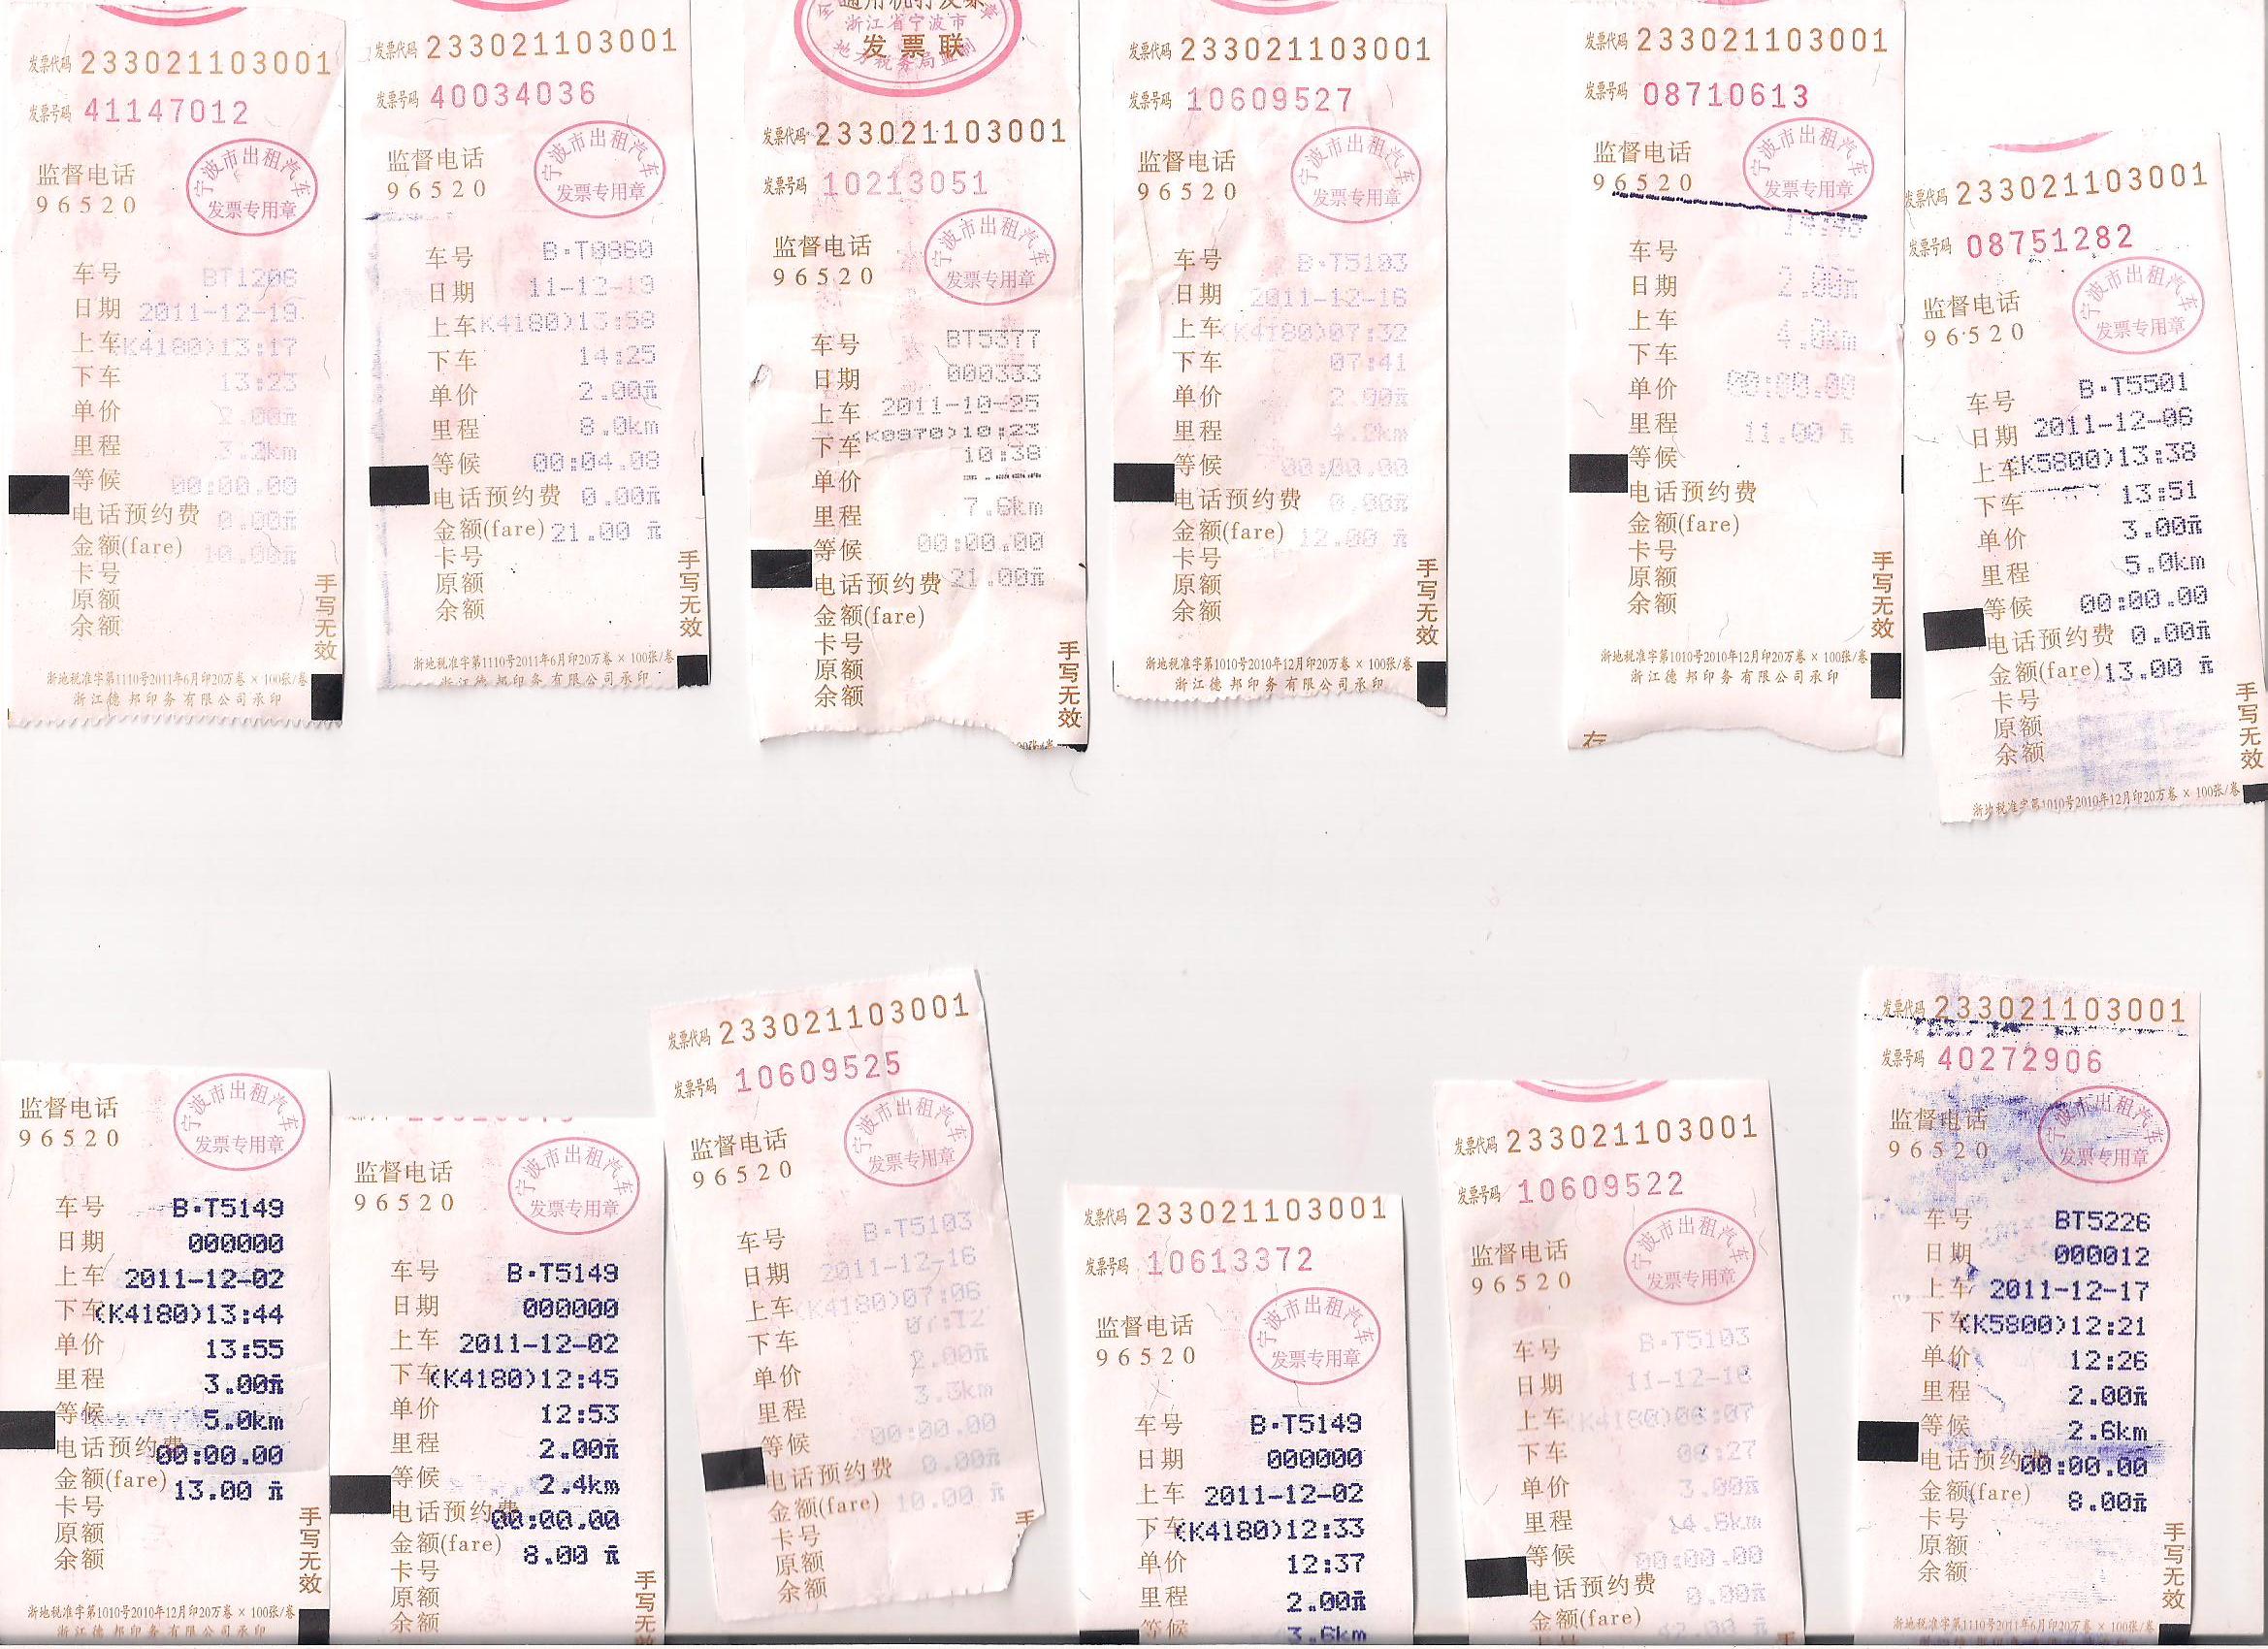 发票代码 233021103001
发票号码 41147012
宁波市出租汽车
发票专用章
监督电话
96520
车号 BT1206
日期 2011-12-19
上车 (K4180)13:17
下车 13:23
单价 2.00元
里程
等候 00:00.00
电话预约费 0.00元
金额(fare) 10.00元
卡号
原额
余额
手写无效
浙地税准字第1110号2011年6月印20万卷×100张/卷
浙江德邦印务有限公司承印
发票代码 233021103001
发票号码 40034036
宁波市出租汽车
发票专用章
监督电话
96520
车号 B·T0860
日期 11-12-19
上车 (K4180)13:58
下车 14:25
单价 2.00元
里程 8.0km
等候 00:04.08
电话预约费 0.00元
金额(fare) 21.00 元
卡号
原额
余额
手写无效
浙地税准字第1110号2011年6月印20万卷×100张/卷
浙江德邦印务有限公司承印
浙江省宁波市
发票联
地方税务局监制
发票代码 233021103001
发票号码 10213051
宁波市出租汽车
发票专用章
监督电话
96520
车号 BT5377
日期 000333
上车 2011-10-25
下车 (K0970)10:23
10:38
单价
里程 7.6km
等候 00:00.00
电话预约费 21.00元
金额(fare)
卡号
原额
余额
手写无效
发票代码 233021103001
发票号码 10609527
宁波市出租汽车
发票专用章
监督电话
96520
车号 B·T5103
日期 2011-12-16
上车 (K4180)07:32
下车 07:41
单价 2.00元
里程
等候 00:00.00
电话预约费 0.00元
金额(fare) 12.00 元
卡号
原额
余额
手写无效
浙地税准字第1010号2010年12月印20万卷×100张/卷
浙江德邦印务有限公司承印
发票代码 233021103001
发票号码 08710613
宁波市出租汽车
发票专用章
监督电话
96520
车号
日期 2.00元
上车
下车 4.0km
单价 00:00.00
里程 11.00 元
等候
电话预约费
金额(fare)
卡号
原额
余额
手写无效
浙地税准字第1010号2010年12月印20万卷×100张/卷
浙江德邦印务有限公司承印
发票代码 233021103001
发票号码 08751282
宁波市出租汽车
发票专用章
监督电话
96520
车号 B·T5501
日期 2011-12-06
上车 (K5800)13:38
下车 13:51
单价 3.00元
里程 5.0km
等候 00:00.00
电话预约费 0.00元
金额(fare) 13.00 元
卡号
原额
余额
手写无效
浙地税准字第1010号2010年12月印20万卷×100张/卷
宁波市出租汽车
发票专用章
监督电话
96520
车号 B·T5149
日期 000000
上车 2011-12-02
下车 (K4180)13:44
单价 13:55
里程 3.00元
等候 5.0km
电话预约费 00:00.00
金额(fare) 13.00 元
卡号
原额
余额
手写无效
浙地税准字第1010号2010年12月印20万卷×100张/卷
浙江德邦印务有限公司承印
宁波市出租汽车
发票专用章
监督电话
96520
车号 B·T5149
日期 000000
上车 2011-12-02
下车 (K4180)12:45
单价 12:53
里程 2.00元
等候 2.4km
电话预约费 00:00.00
金额(fare) 8.00 元
卡号
原额
余额
手写无效
发票代码 233021103001
发票号码 10609525
宁波市出租汽车
发票专用章
监督电话
96520
车号 B·T5103
日期 2011-12-16
上车 (K4180)07:06
下车 07:12
单价 2.00元
里程 3.3km
等候 00:00.00
电话预约费 0.00元
金额(fare) 10.00 元
卡号
原额
余额
手
发票代码 233021103001
发票号码 10613372
宁波市出租汽车
发票专用章
监督电话
96520
车号 B·T5149
日期 000000
上车 2011-12-02
下车 (K4180)12:33
单价 12:37
里程 2.00元
等候 3.6km
发票代码 233021103001
发票号码 10609522
宁波市出租汽车
发票专用章
监督电话
96520
车号 B·T5103
日期
上车
下车
单价 3.00元
里程 14.8km
等候 00:00.00
电话预约费 0.00元
金额(fare)
发票代码 233021103001
发票号码 40272906
宁波市出租汽车
发票专用章
监督电话
96520
车号 BT5226
日期 000012
上车 2011-12-17
下车 (K5800)12:21
单价 12:26
里程 2.00元
等候 2.6km
电话预约费 00:00.00
金额(fare) 8.00元
卡号
原额
余额
手写无效
浙地税准字第1110号2011年6月印20万卷×100张/卷